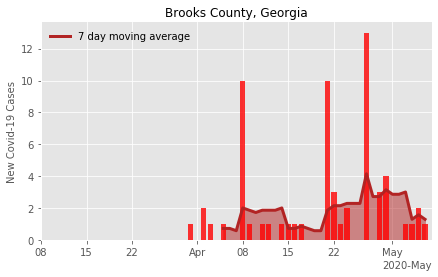 Brooks County, Georgia
7 day moving average
New Covid-19 Cases
12
10
8
6
4
2
0
08 15 22 Apr 08 15 22 May
2020-May